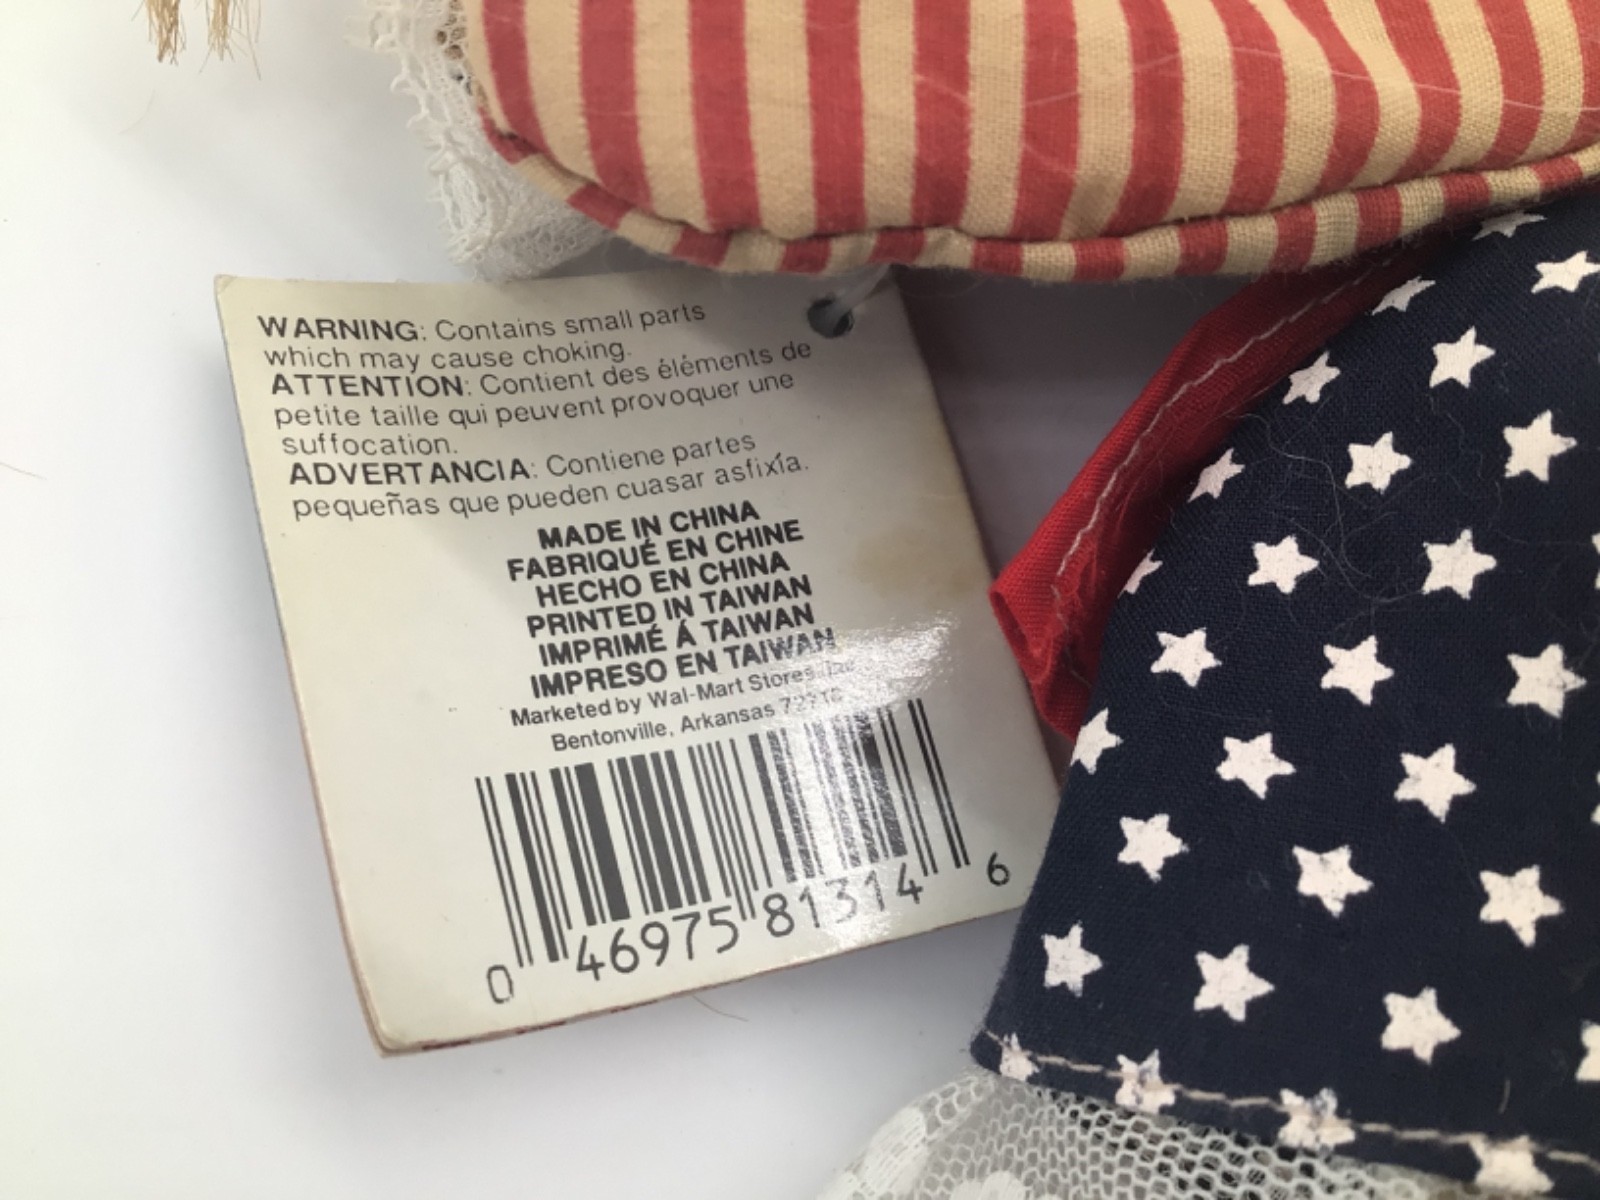 WARNING: Contains small parts
which may cause choking.
ATTENTION: Contient des éléments de
petite taille qui peuvent provoquer une
suffocation.
ADVERTANCIA: Contiene partes
pequeñas que pueden cuasar asfixía.
MADE IN CHINA
FABRIQUÉ EN CHINE
HECHO EN CHINA
PRINTED IN TAIWAN
IMPRIMÉ Á TAIWAN
IMPRESO EN TAIWAN
Marketed by Wal-Mart Stores, Inc.
Bentonville, Arkansas
0 46975 81314 6